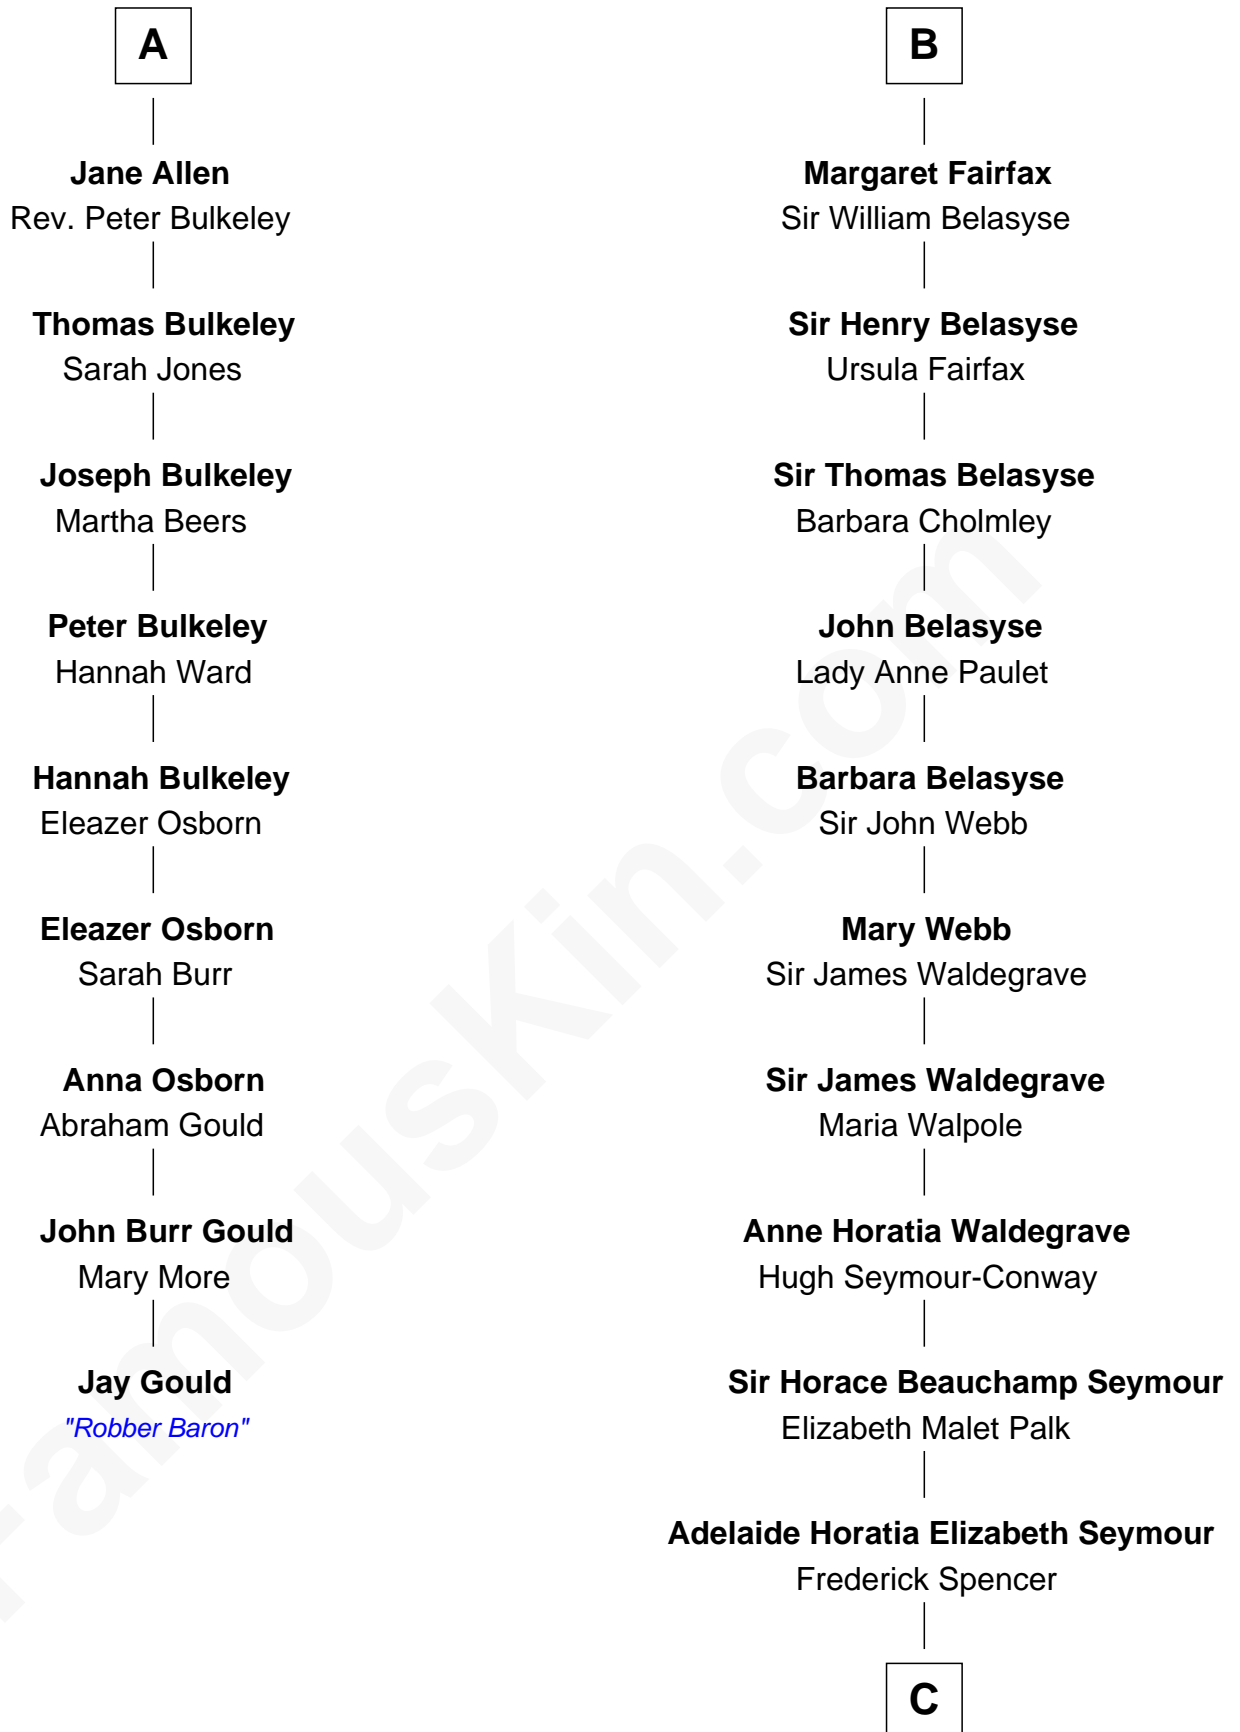 A
Jane Allen
Rev. Peter Bulkeley
Thomas Bulkeley
Sarah Jones
Joseph Bulkeley
Martha Beers
Peter Bulkeley
Hannah Ward
Hannah Bulkeley
Eleazer Osborn
Eleazer Osborn
Sarah Burr
Anna Osborn
Abraham Gould
John Burr Gould
Mary More
Jay Gould
"Robber Baron"
B
Margaret Fairfax
Sir William Belasyse
Sir Henry Belasyse
Ursula Fairfax
Sir Thomas Belasyse
Barbara Cholmley
John Belasyse
Lady Anne Paulet
Barbara Belasyse
Sir John Webb
Mary Webb
Sir James Waldegrave
Sir James Waldegrave
Maria Walpole
Anne Horatia Waldegrave
Hugh Seymour-Conway
Sir Horace Beauchamp Seymour
Elizabeth Malet Palk
Adelaide Horatia Elizabeth Seymour
Frederick Spencer
C
FamousKin.com